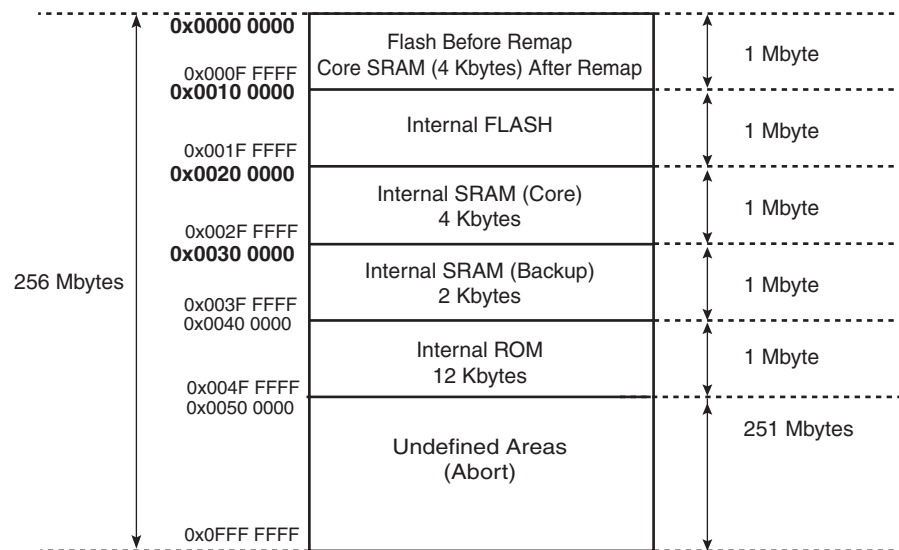 0x0000 0000
Flash Before Remap
Core SRAM (4 Kbytes) After Remap
1 Mbyte
0x000F FFFF
0x0010 0000
Internal FLASH
1 Mbyte
0x001F FFFF
0x0020 0000
Internal SRAM (Core)
4 Kbytes
1 Mbyte
0x002F FFFF
0x0030 0000
256 Mbytes
Internal SRAM (Backup)
2 Kbytes
1 Mbyte
0x003F FFFF
0x0040 0000
Internal ROM
12 Kbytes
1 Mbyte
0x004F FFFF
0x0050 0000
251 Mbytes
Undefined Areas
(Abort)
0x0FFF FFFF